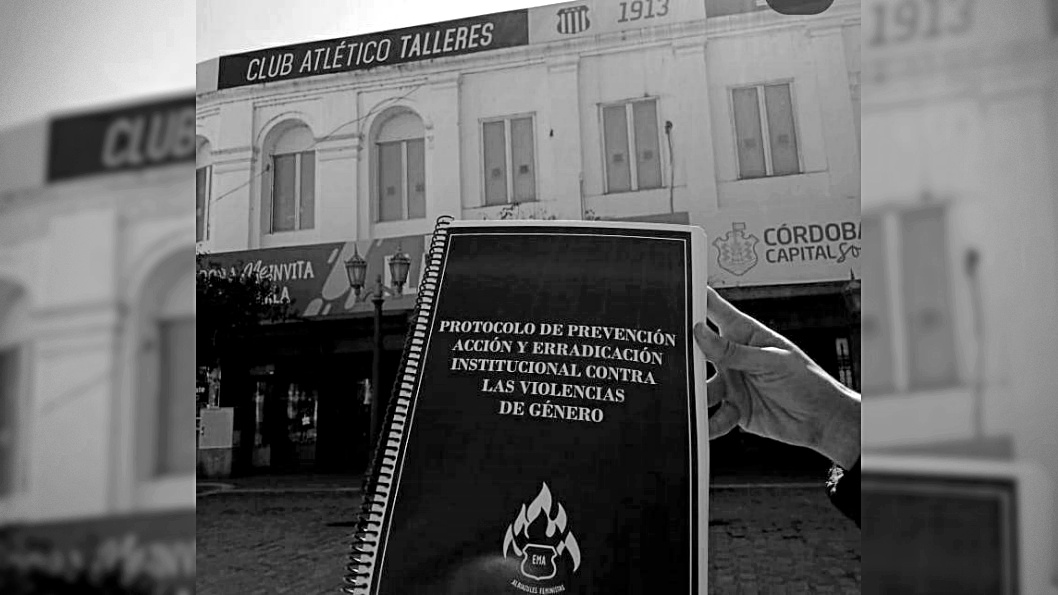 CLUB ATLÉTICO TALLERES
1913
1913
CLUB
MeINVITA
CÓRDOBA
CAPITAL
PROTOCOLO DE PREVENCIÓN
ACCIÓN Y ERRADICACIÓN
INSTITUCIONAL CONTRA
LAS VIOLENCIAS
DE GÉNERO
EMA
ALBIAZULES FEMINISTAS